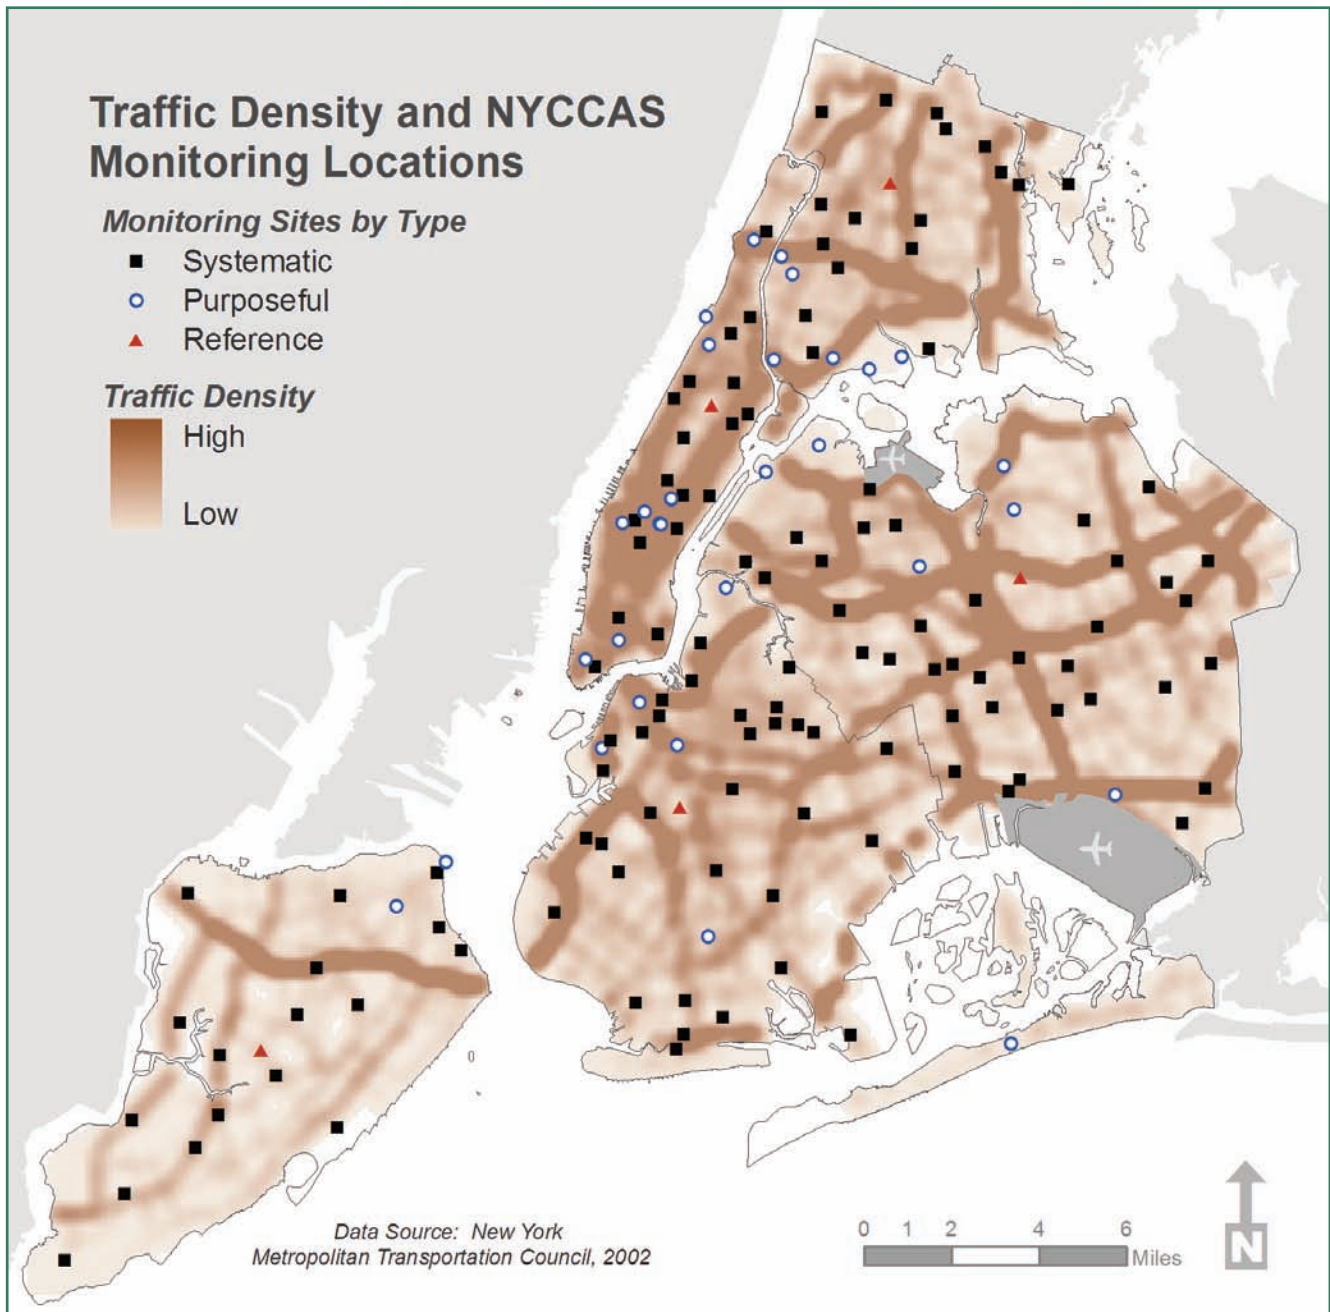 Traffic Density and NYCCAS
Monitoring Locations
Monitoring Sites by Type
Systematic
Purposeful
Reference
Traffic Density
High
Low
Data Source: New York
Metropolitan Transportation Council, 2002
0 1 2 4 6
Miles
N